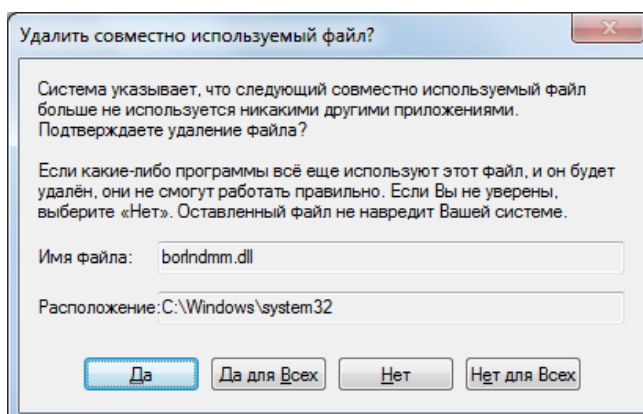 Удалить совместно используемый файл?
Система указывает, что следующий совместно используемый файл
больше не используется никакими другими приложениями.
Подтверждаете удаление файла?
Если какие-либо программы всё еще используют этот файл, и он будет
удалён, они не смогут работать правильно. Если Вы не уверены,
выберите «Нет». Оставленный файл не навредит Вашей системе.
Имя файла: borlndmm.dll
Расположение: C:\Windows\system32
Да Да для Всех Нет Нет для Всех